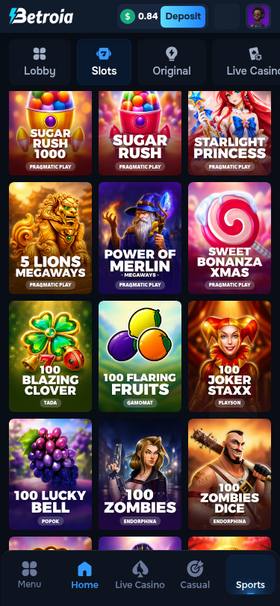 Betroia
$ 0.84 Deposit
Lobby
Slots
Original
Live Casino
SUGAR
RUSH
1000
PRAGMATIC PLAY
SUGAR
RUSH
PRAGMATIC PLAY
STARLIGHT
PRINCESS
PRAGMATIC PLAY
5 LIONS
MEGAWAYS
PRAGMATIC PLAY
POWER OF
MERLIN
- MEGAWAYS -
PRAGMATIC PLAY
SWEET
BONANZA
XMAS
PRAGMATIC PLAY
100
BLAZING
CLOVER
TADA
100 FLARING
FRUITS
GAMOMAT
100
JOKER
STAXX
PLAYSON
100 LUCKY
BELL
POPOK
100
ZOMBIES
ENDORPHINA
100
ZOMBIES
DICE
ENDORPHINA
Menu
Home
Live Casino
Casual
Sports